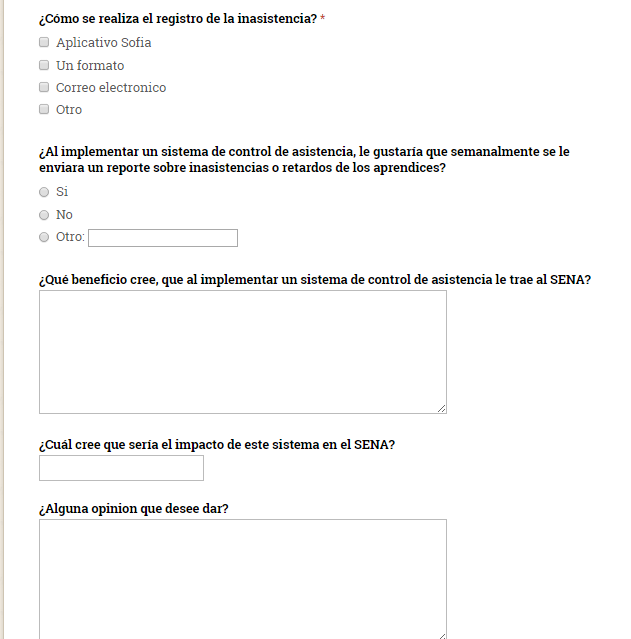 ¿Cómo se realiza el registro de la inasistencia? *
Aplicativo Sofia
Un formato
Correo electronico
Otro
¿Al implementar un sistema de control de asistencia, le gustaría que semanalmente se le
enviara un reporte sobre inasistencias o retardos de los aprendices?
Si
No
Otro:
¿Qué beneficio cree, que al implementar un sistema de control de asistencia le trae al SENA?
¿Cuál cree que sería el impacto de este sistema en el SENA?
¿Alguna opinion que desee dar?